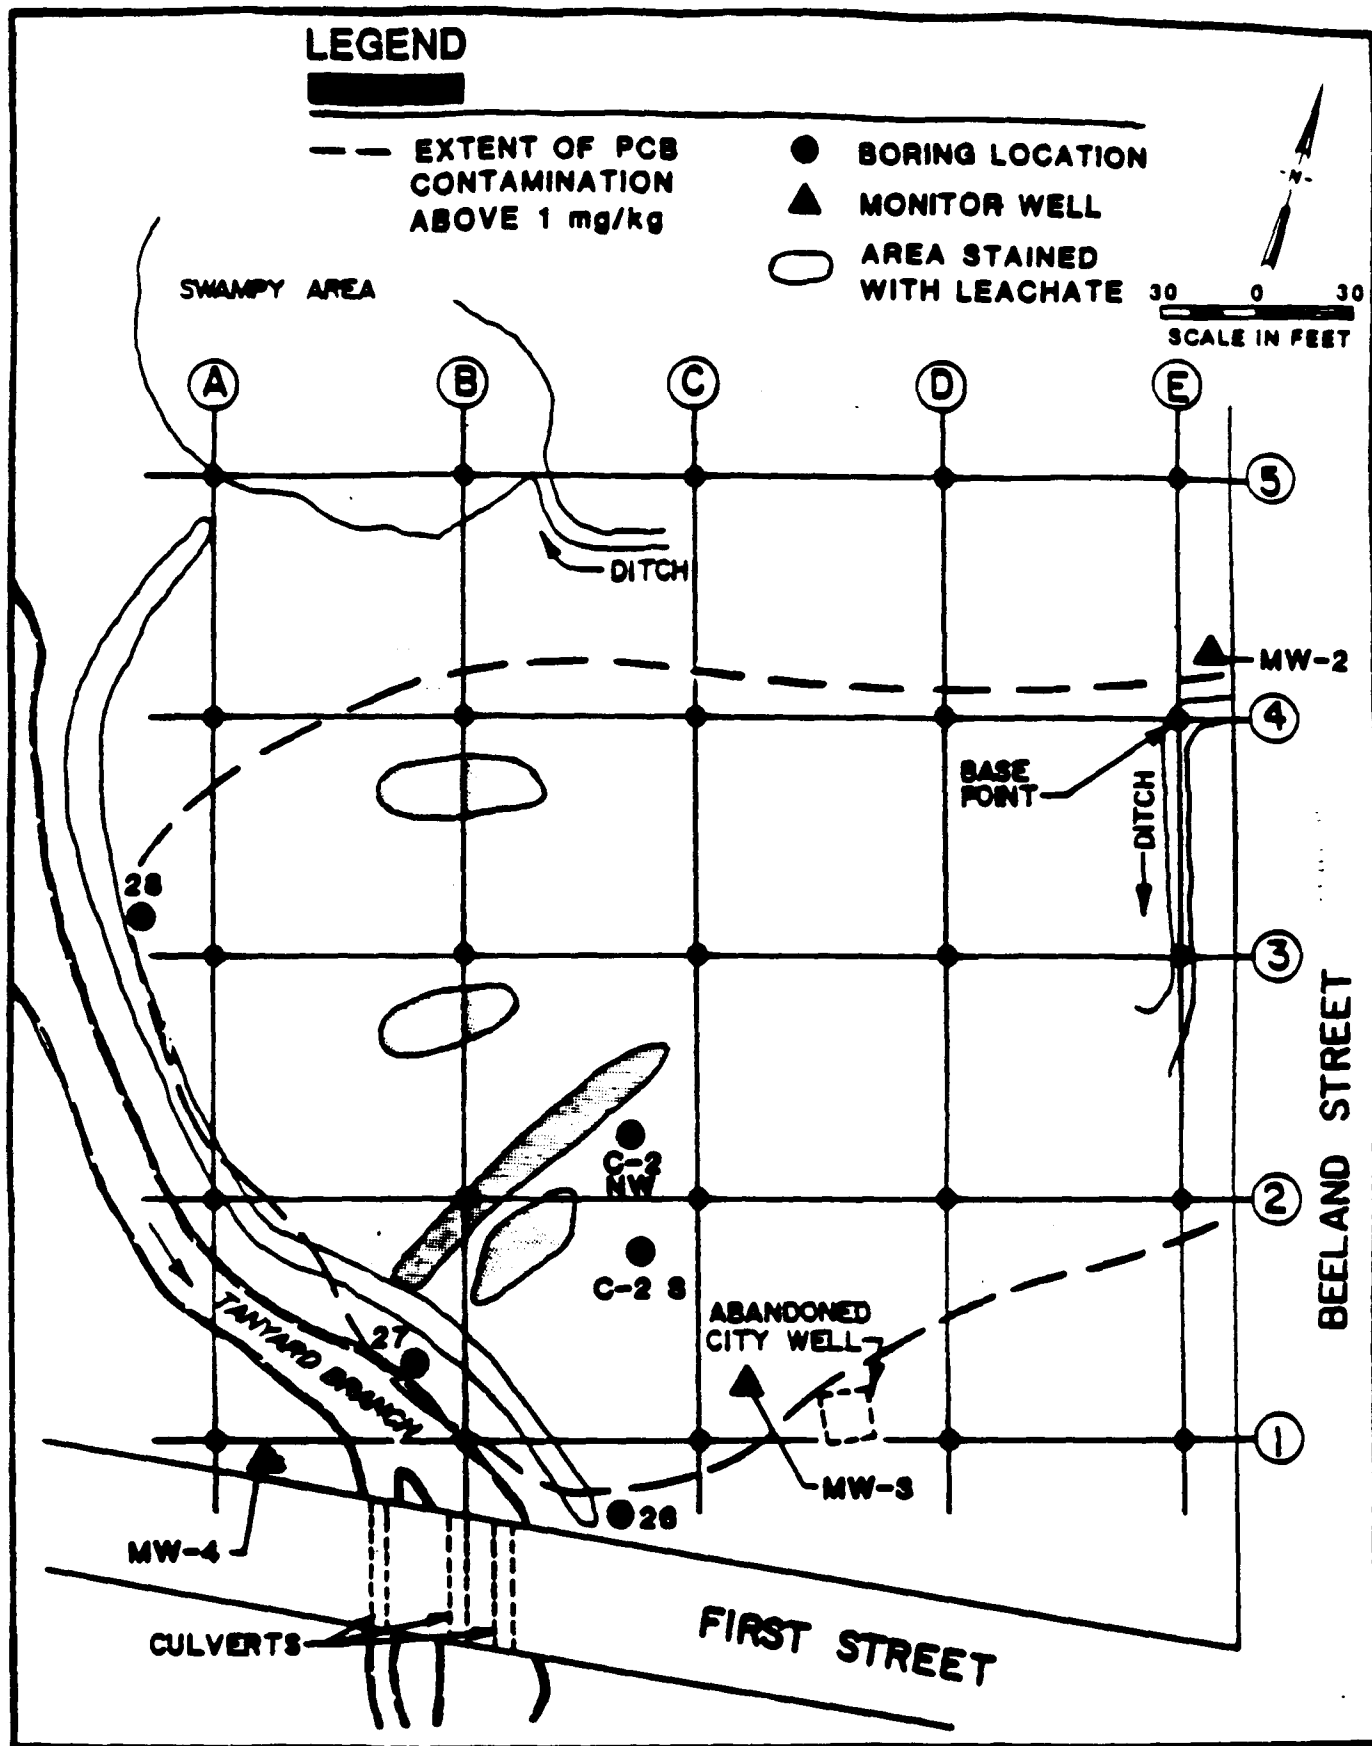 LEGEND
EXTENT OF PCB
CONTAMINATION
ABOVE 1 mg/kg
BORING LOCATION
MONITOR WELL
AREA STAINED
WITH LEACHATE
-N-
30 0 30
SCALE IN FEET
SWAMPY AREA
A B C D E
5
DITCH
MW-2
4
BASE
POINT
DITCH
28
3
C-2
NW
2
C-2 S
ABANDONED
CITY WELL
27
TANYARD BRANCH
BEELAND STREET
1
MW-3
26
MW-4
CULVERTS
FIRST STREET